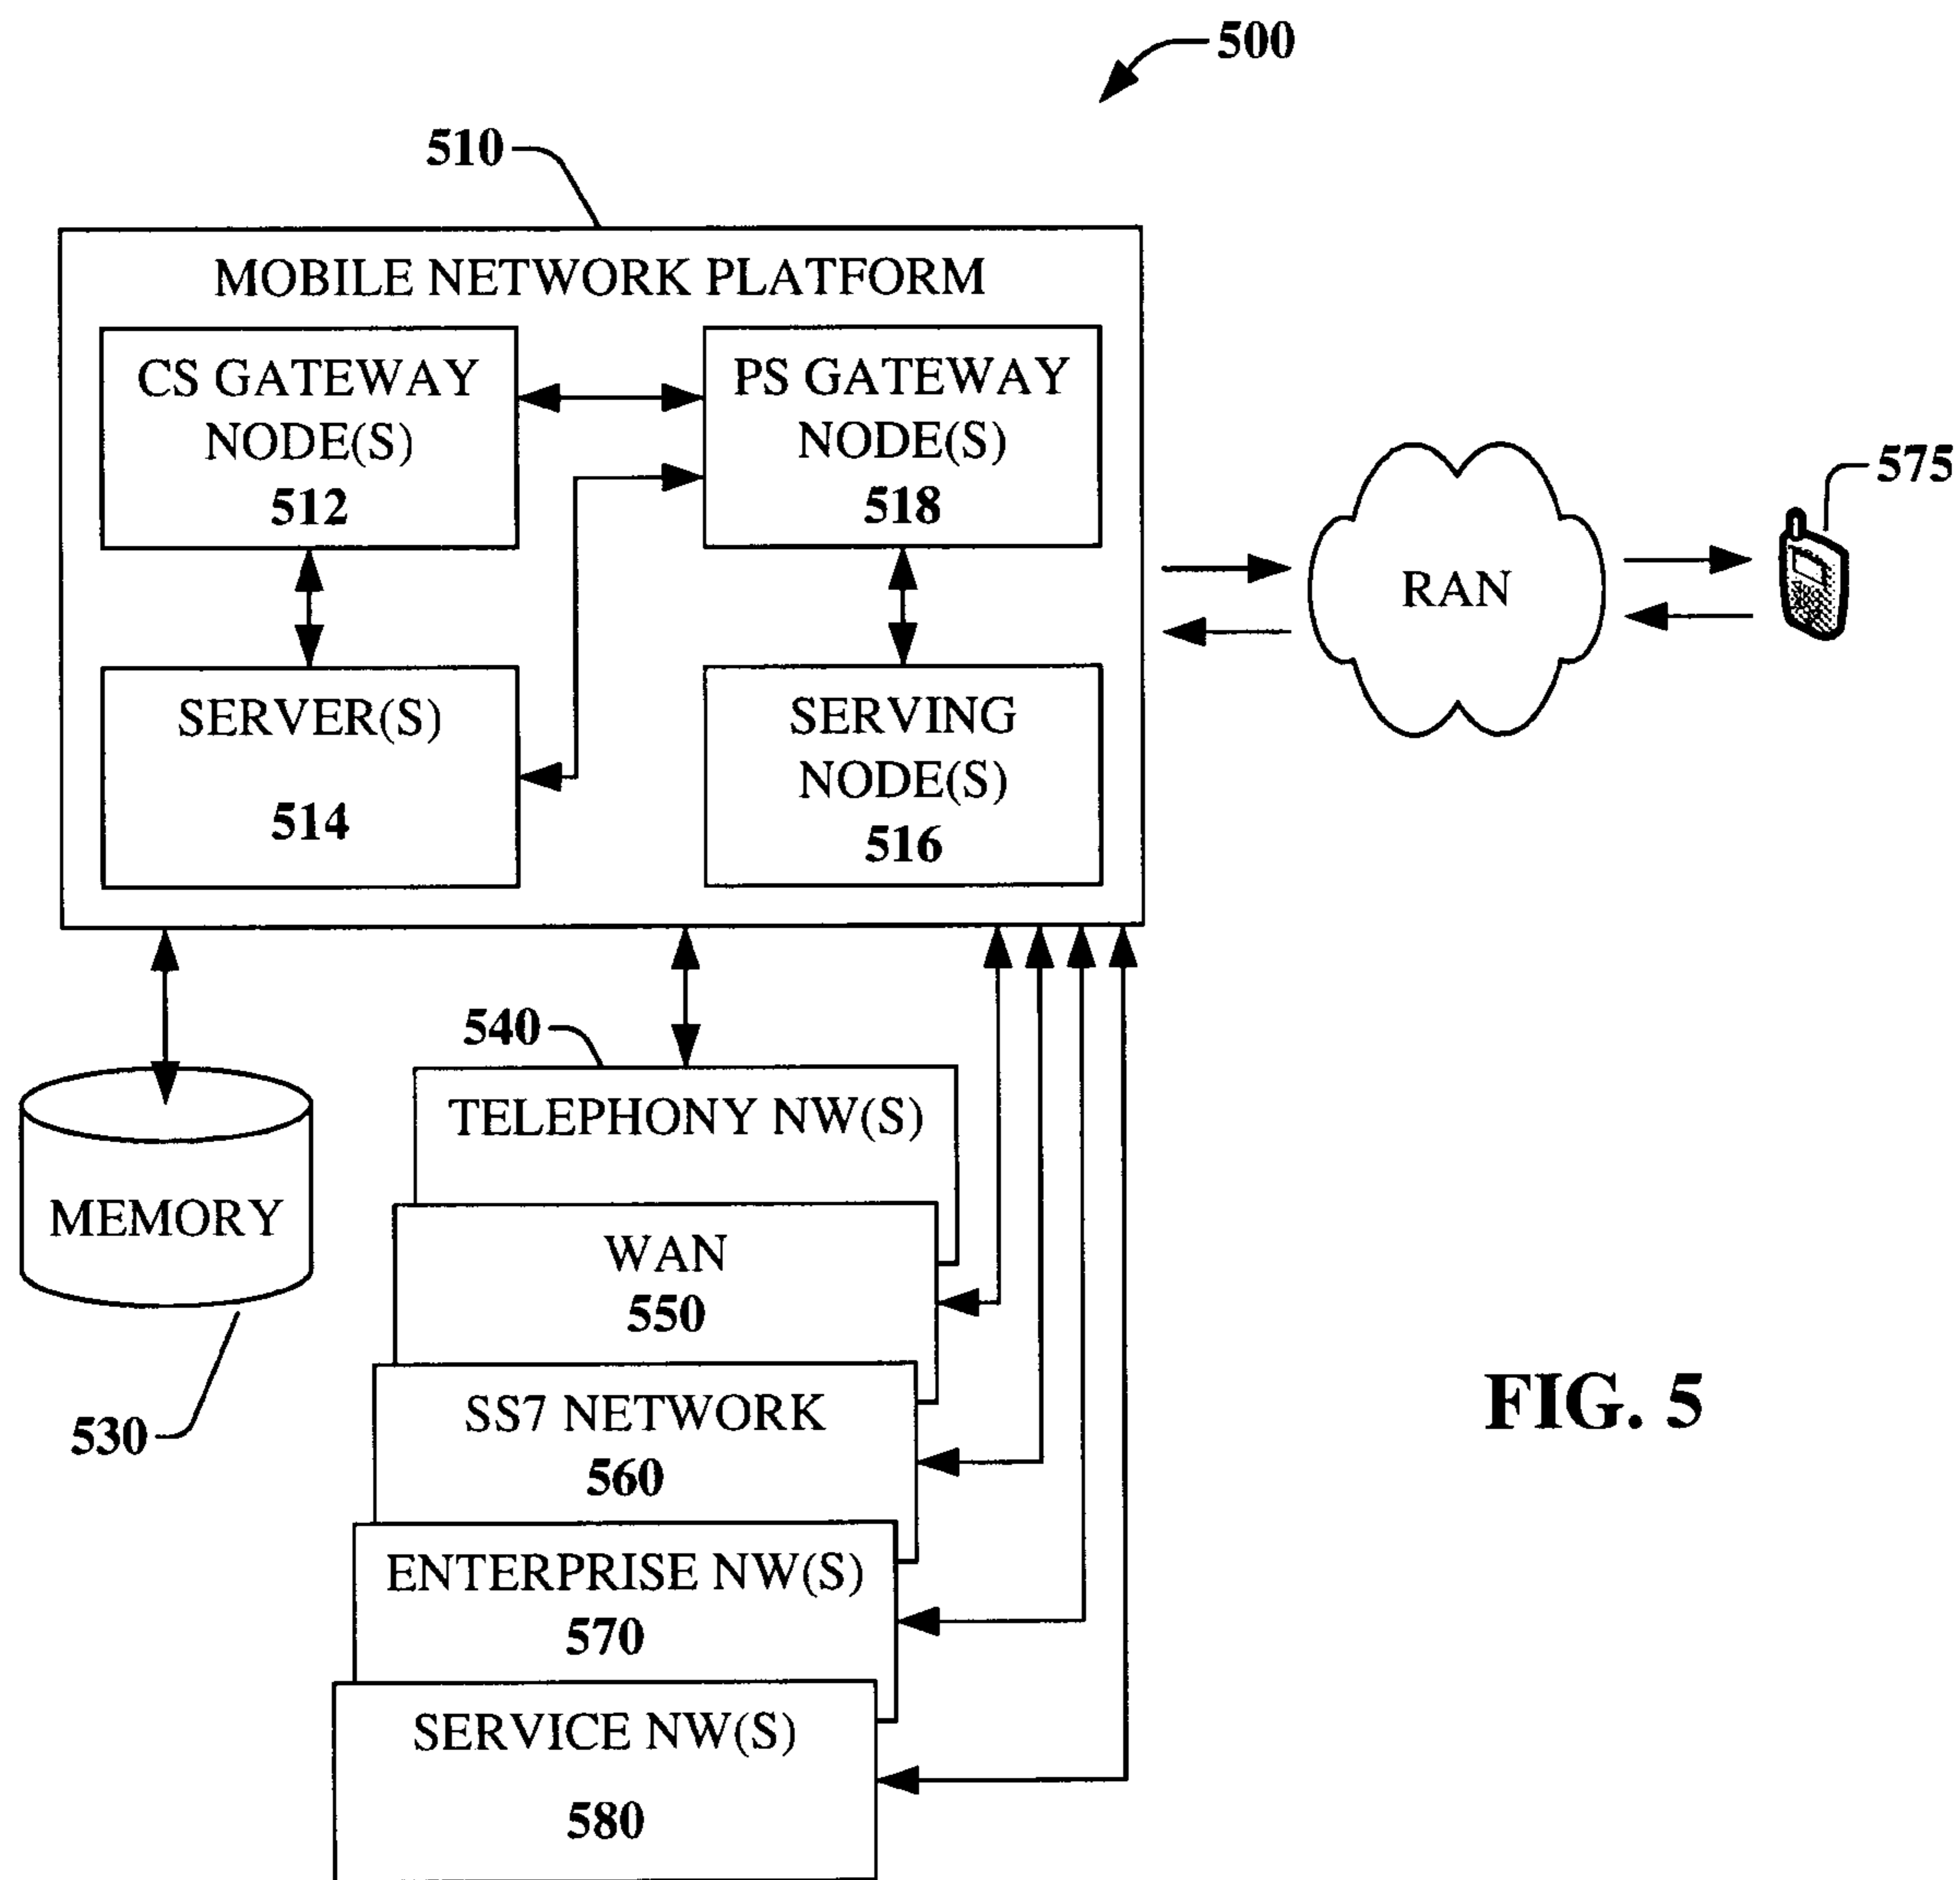 500
510
MOBILE NETWORK PLATFORM
CS GATEWAY
NODE(S)
512
PS GATEWAY
NODE(S)
518
SERVER(S)
514
SERVING
NODE(S)
516
RAN
575
540
TELEPHONY NW(S)
MEMORY
530
WAN
550
SS7 NETWORK
560
ENTERPRISE NW(S)
570
SERVICE NW(S)
580
FIG. 5